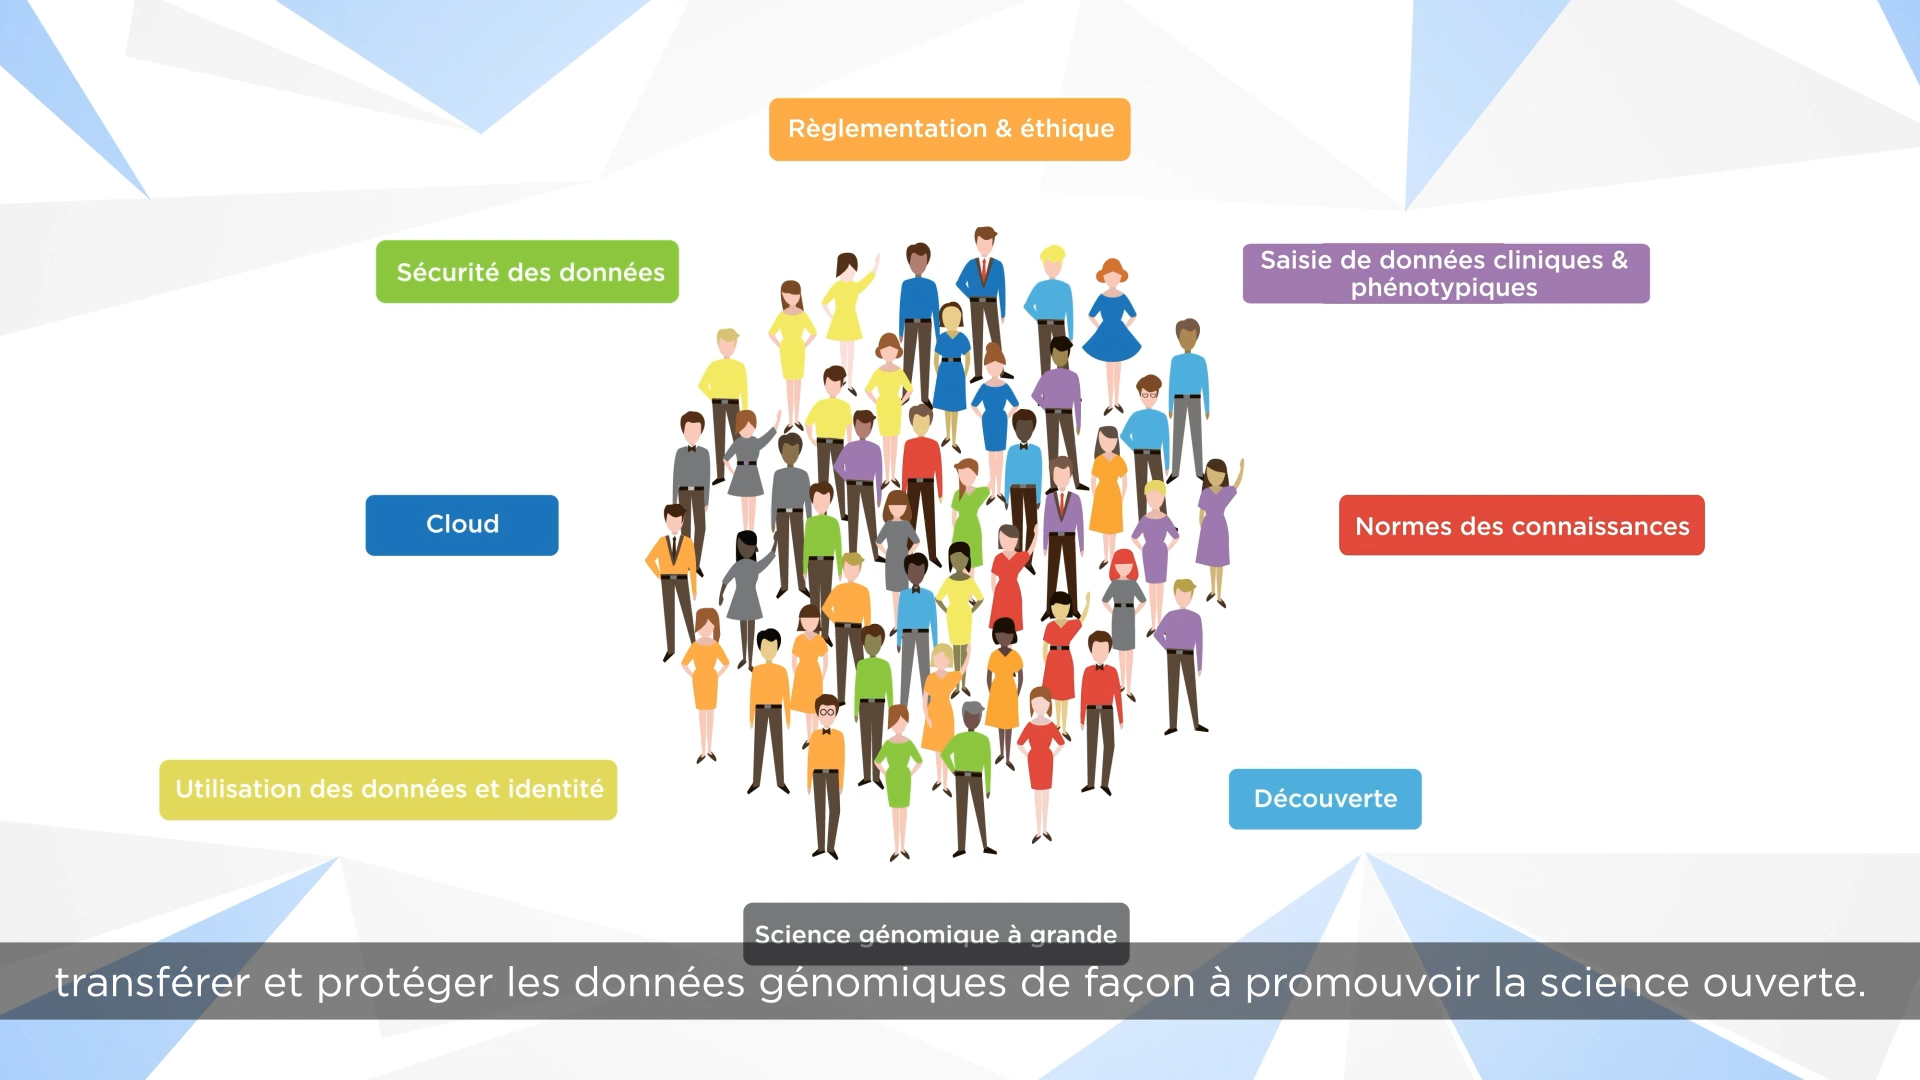 Règlementation & éthique
Sécurité des données
Saisie de données cliniques &
phénotypiques
Cloud
Normes des connaissances
Utilisation des données et identité
Découverte
Science génomique à grande
transférer et protéger les données génomiques de façon à promouvoir la science ouverte.